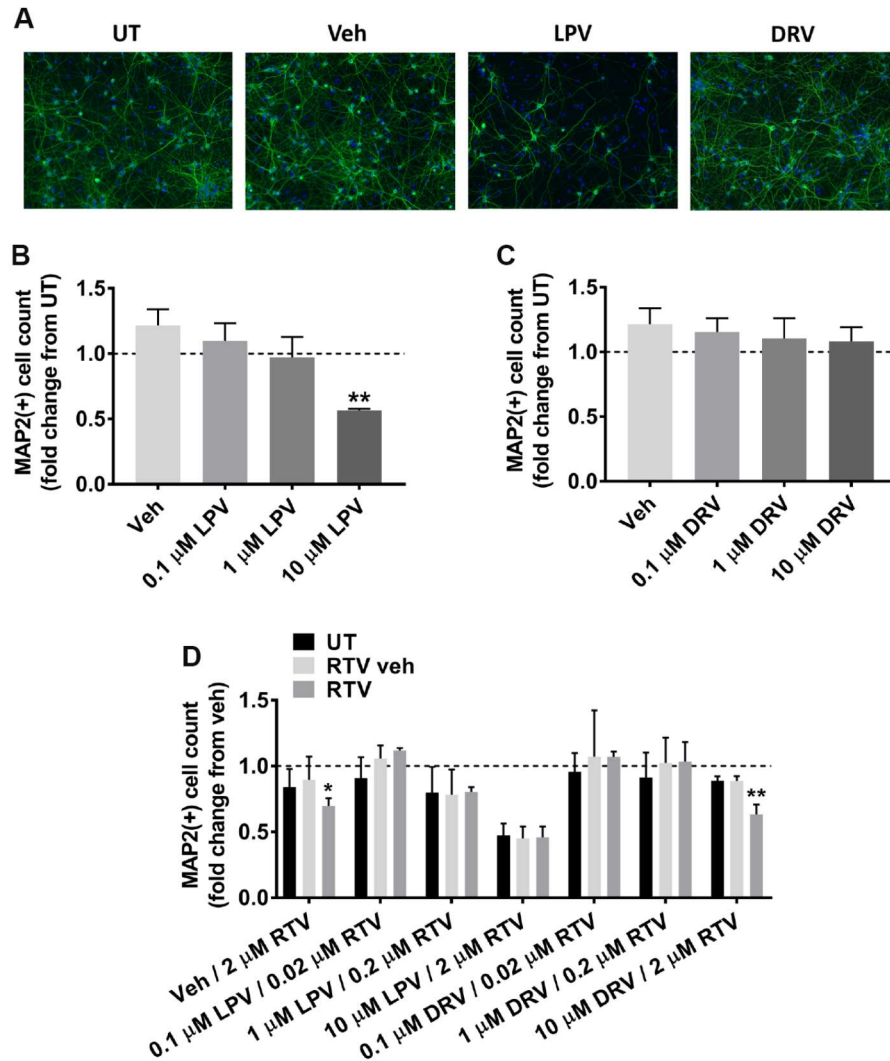 A
UT Veh LPV DRV
B
MAP2(+) cell count
(fold change from UT)
1.5
1.0
0.5
0.0
**
Veh
0.1 μM LPV
1 μM LPV
10 μM LPV
C
MAP2(+) cell count
(fold change from UT)
1.5
1.0
0.5
0.0
Veh
0.1 μM DRV
1 μM DRV
10 μM DRV
D
UT
RTV veh
RTV
MAP2(+) cell count
(fold change from veh)
1.5
1.0
0.5
0.0
*
**
Veh / 2 μM RTV
0.1 μM LPV / 0.02 μM RTV
1 μM LPV / 0.2 μM RTV
10 μM LPV / 2 μM RTV
0.1 μM DRV / 0.02 μM RTV
1 μM DRV / 0.2 μM RTV
10 μM DRV / 2 μM RTV